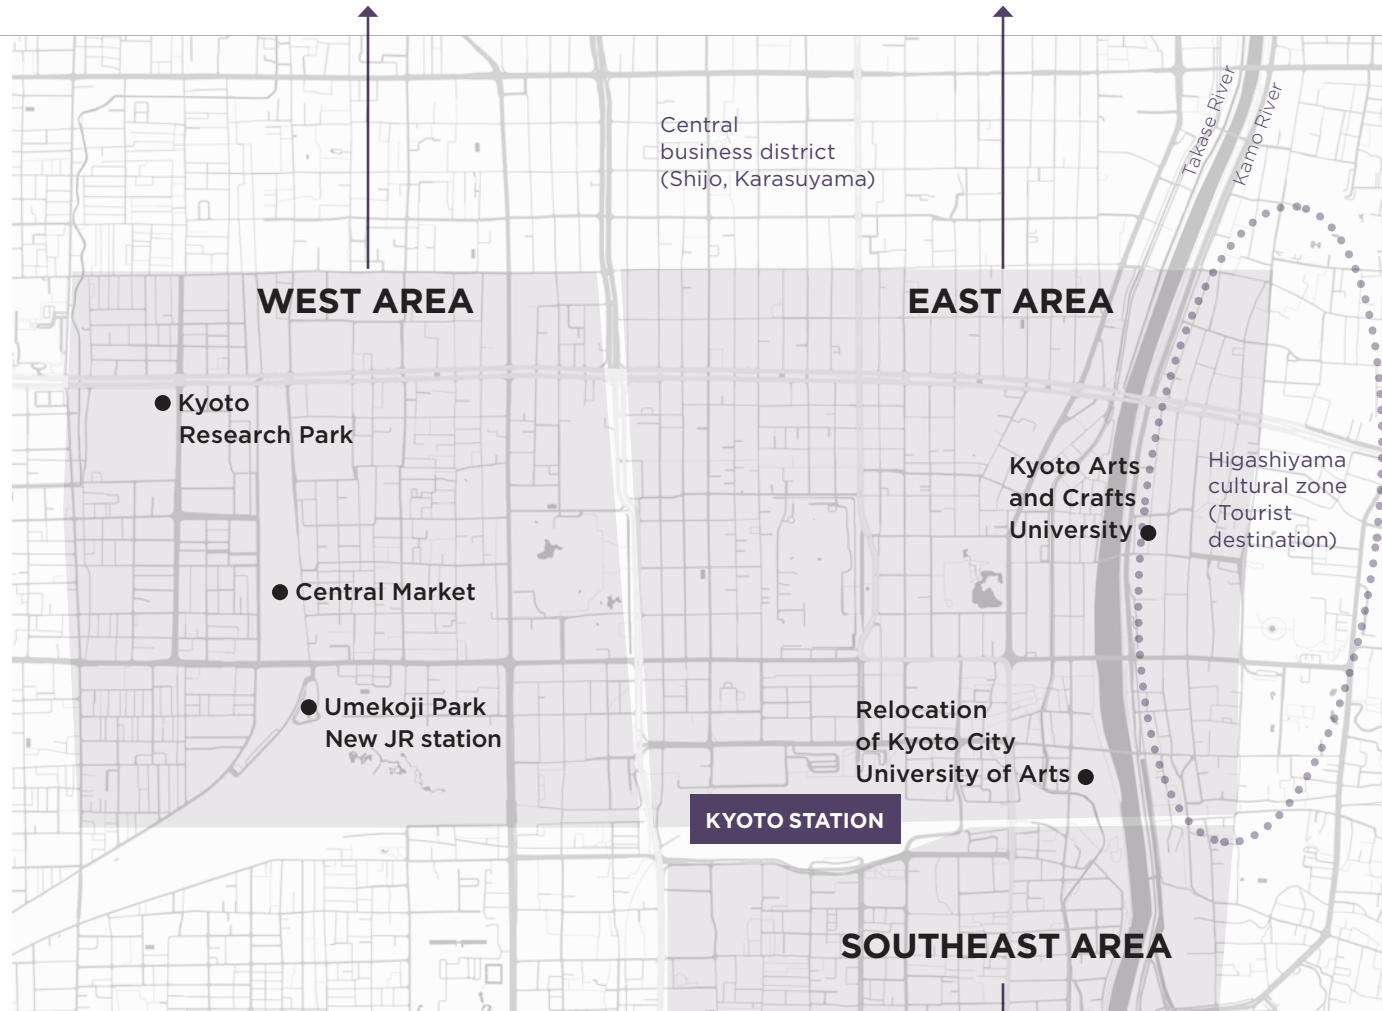 Central
business district
(Shijo, Karasuyama)
Takase River
Kamo River
WEST AREA
EAST AREA
Kyoto
Research Park
Kyoto Arts
and Crafts
University
Higashiyama
cultural zone
(Tourist
destination)
Central Market
Umekoji Park
New JR station
Relocation
of Kyoto City
University of Arts
KYOTO STATION
SOUTHEAST AREA